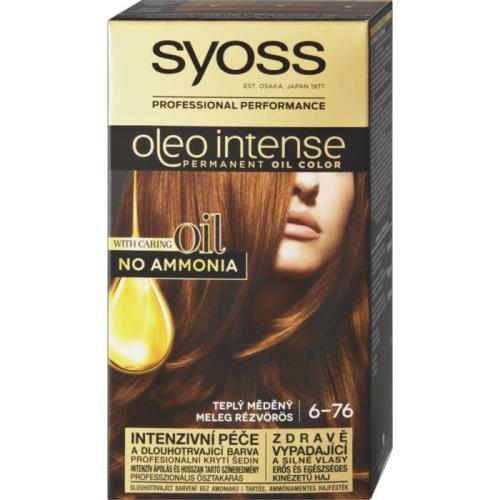 syoss
EST. OSAKA, JAPAN 1977
PROFESSIONAL PERFORMANCE
oleo intense
PERMANENT OIL COLOR
WITH CARING oil
NO AMMONIA
TEPLÝ MĚDĚNÝ
MELEG RÉZVÖRÖS 6-76
INTENZIVNÍ PÉČE
A DLOUHOTRVAJÍCÍ BARVA
PROFESIONÁLNÍ KRYTÍ ŠEDIN
INTENZÍV ÁPOLÁS ÉS HOSSZAN TARTÓ SZÍNEREDMÉNY
PROFESSZIONÁLIS ŐSZTAKARÁS
ZDRAVĚ
VYPADAJÍCÍ
A SILNÉ VLASY
ERŐS ÉS EGÉSZSÉGES
KINÉZETŰ HAJ
DLOUHOTRVAJÍCÍ BARVENÍ BEZ AMONIAKU | TARTÓS, AMMÓNIAMENTES HAJFESTÉK